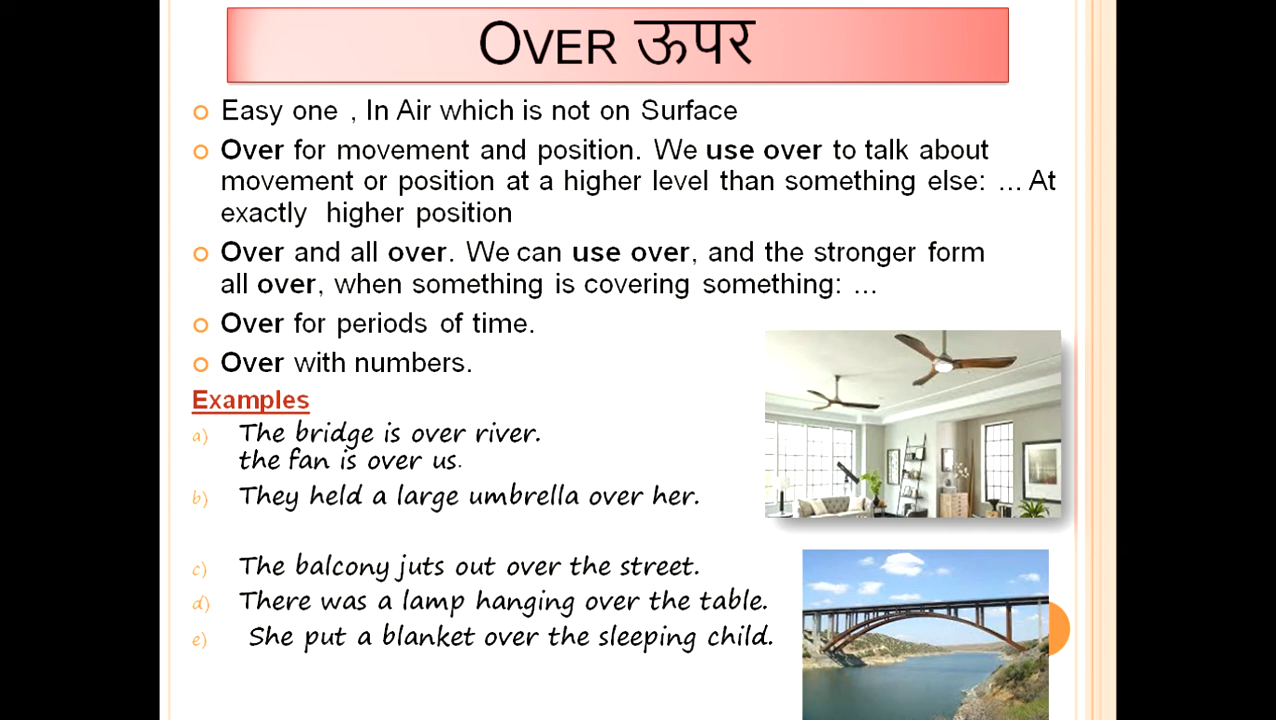 OVER ऊपर
Easy one , In Air which is not on Surface
Over for movement and position. We use over to talk about
movement or position at a higher level than something else: ... At
exactly higher position
Over and all over. We can use over, and the stronger form
all over, when something is covering something: ...
Over for periods of time.
Over with numbers.
Examples
a) The bridge is over river.
the fan is over us.
b) They held a large umbrella over her.
c) The balcony juts out over the street.
d) There was a lamp hanging over the table.
e) She put a blanket over the sleeping child.